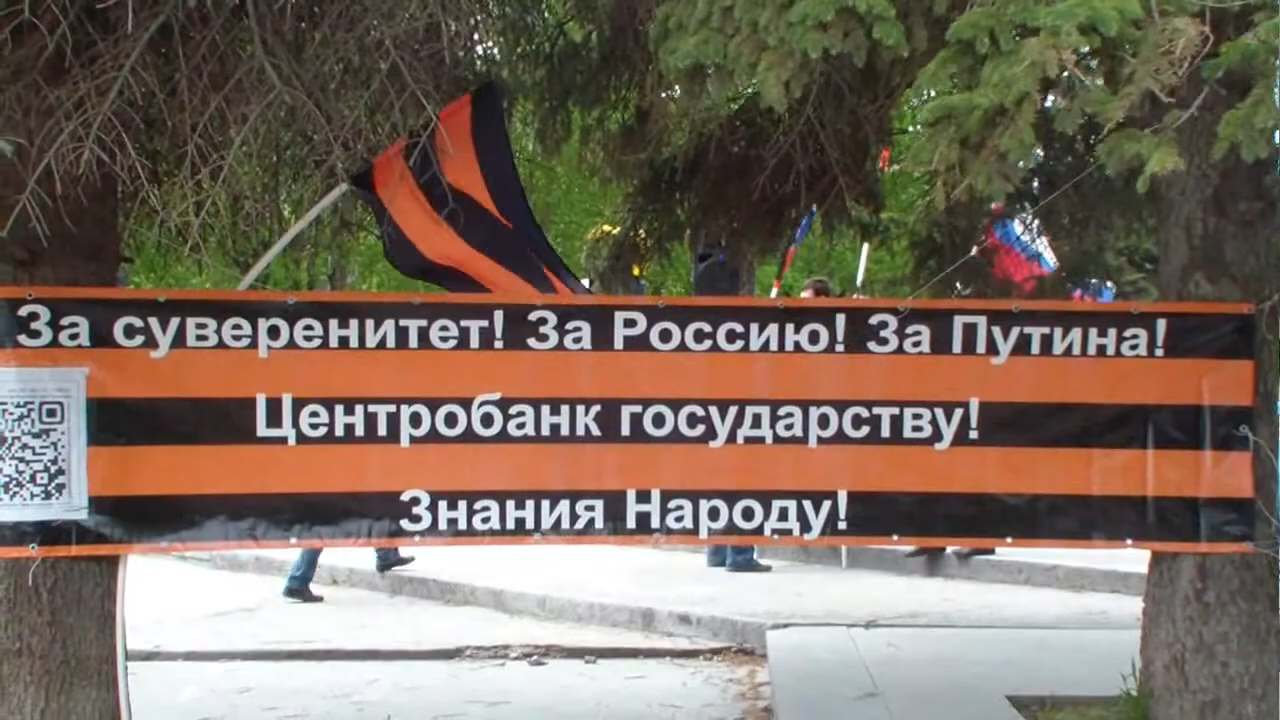 За суверенитет! За Россию! За Путина!
Центробанк государству!
Знания Народу!